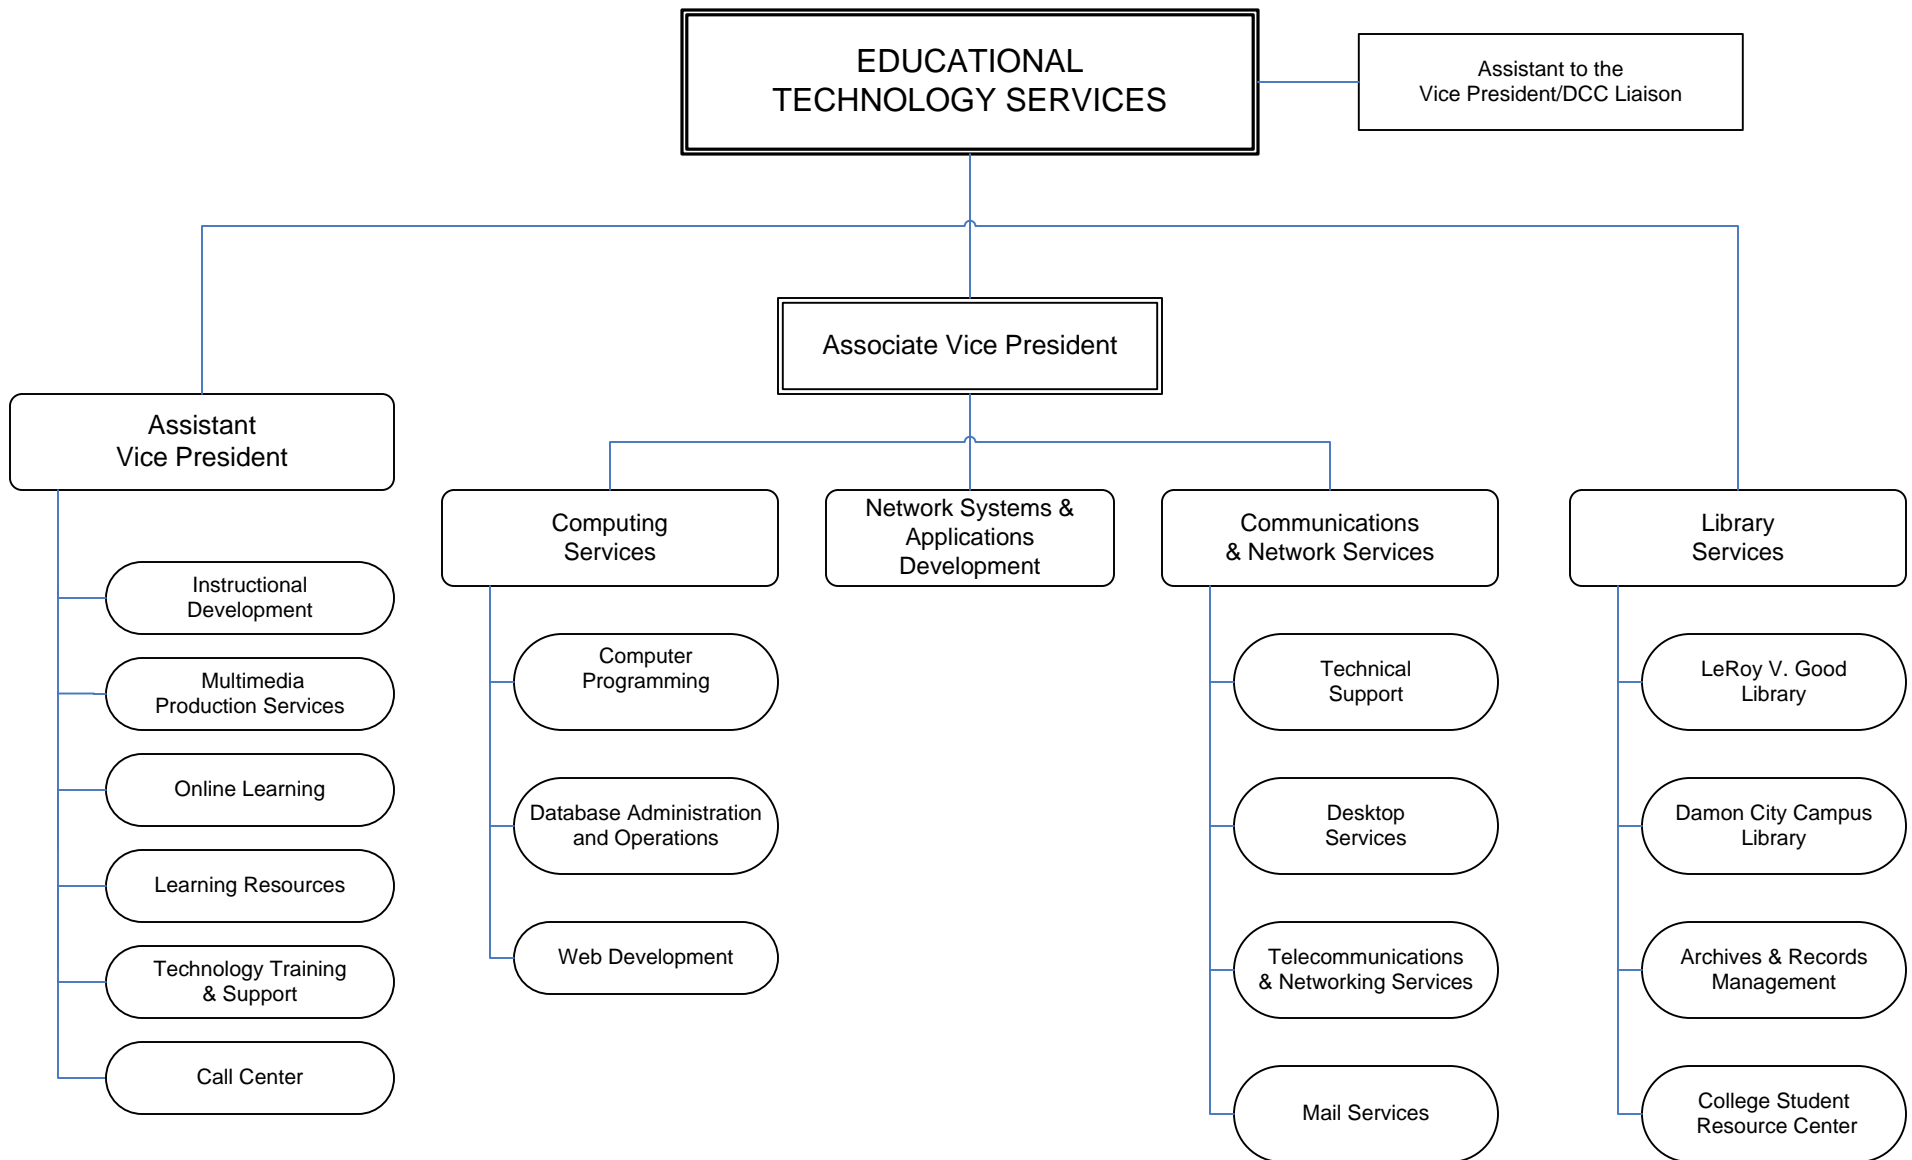 EDUCATIONAL
TECHNOLOGY SERVICES
Assistant to the
Vice President/DCC Liaison
Associate Vice President
Assistant
Vice President
Instructional
Development
Multimedia
Production Services
Online Learning
Learning Resources
Technology Training
& Support
Call Center
Computing
Services
Computer
Programming
Database Administration
and Operations
Web Development
Network Systems &
Applications
Development
Communications
& Network Services
Technical
Support
Desktop
Services
Telecommunications
& Networking Services
Mail Services
Library
Services
LeRoy V. Good
Library
Damon City Campus
Library
Archives & Records
Management
College Student
Resource Center